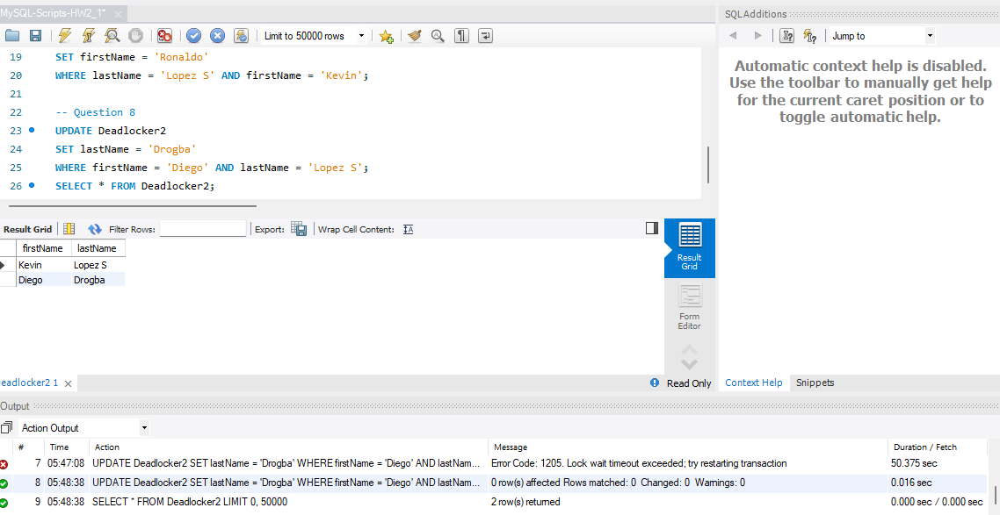 MySQL-Scripts-HW2_1*
SQLAdditions
Limit to 50000 rows
Jump to
19 SET firstName = 'Ronaldo'
20 WHERE lastName = 'Lopez S' AND firstName = 'Kevin';
21
22 -- Question 8
23 UPDATE Deadlocker2
24 SET lastName = 'Drogba'
25 WHERE firstName = 'Diego' AND lastName = 'Lopez S';
26 SELECT * FROM Deadlocker2;
Automatic context help is disabled.
Use the toolbar to manually get help
for the current caret position or to
toggle automatic help.
Result Grid Filter Rows: Export: Wrap Cell Content:
firstName lastName
Kevin Lopez S
Diego Drogba
Result
Grid
Form
Editor
eadlocker2 1
Read Only
Context Help Snippets
Output
Action Output
# Time Action Message Duration / Fetch
7 05:47:08 UPDATE Deadlocker2 SET lastName = 'Drogba' WHERE firstName = 'Diego' AND lastNam... Error Code: 1205. Lock wait timeout exceeded; try restarting transaction 50.375 sec
8 05:48:38 UPDATE Deadlocker2 SET lastName = 'Drogba' WHERE firstName = 'Diego' AND lastNam... 0 row(s) affected Rows matched: 0 Changed: 0 Warnings: 0 0.016 sec
9 05:48:38 SELECT * FROM Deadlocker2 LIMIT 0, 50000 2 row(s) returned 0.000 sec / 0.000 sec